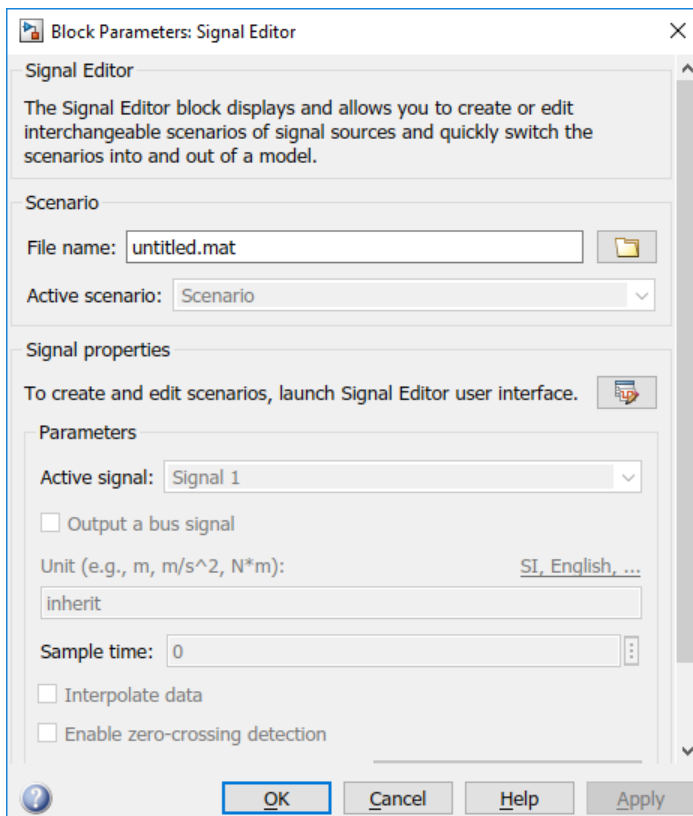 Block Parameters: Signal Editor
Signal Editor
The Signal Editor block displays and allows you to create or edit
interchangeable scenarios of signal sources and quickly switch the
scenarios into and out of a model.
Scenario
File name: untitled.mat
Active scenario: Scenario
Signal properties
To create and edit scenarios, launch Signal Editor user interface.
Parameters
Active signal: Signal 1
Output a bus signal
Unit (e.g., m, m/s^2, N*m): SI, English, ...
inherit
Sample time: 0
Interpolate data
Enable zero-crossing detection
OK Cancel Help Apply